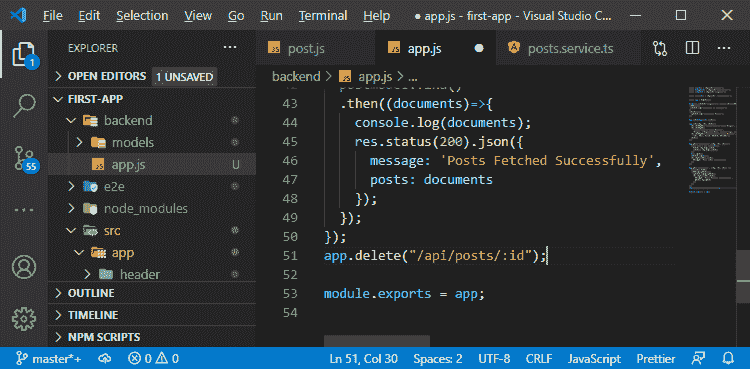 File Edit Selection View Go Run Terminal Help app.js - first-app - Visual Studio C...
EXPLORER
OPEN EDITORS 1 UNSAVED
FIRST-APP
backend
models
app.js U
e2e
node_modules
src
app
header
OUTLINE
TIMELINE
NPM SCRIPTS
1
55
post.js app.js posts.service.ts
backend > app.js > ...
43 .then((documents)=>{
44 console.log(documents);
45 res.status(200).json({
46 message: 'Posts Fetched Successfully',
47 posts: documents
48 });
49 });
50 });
51 app.delete("/api/posts/:id");
52
53 module.exports = app;
54
master*+ 0 0 Ln 51, Col 30 Spaces: 2 UTF-8 CRLF JavaScript Prettier